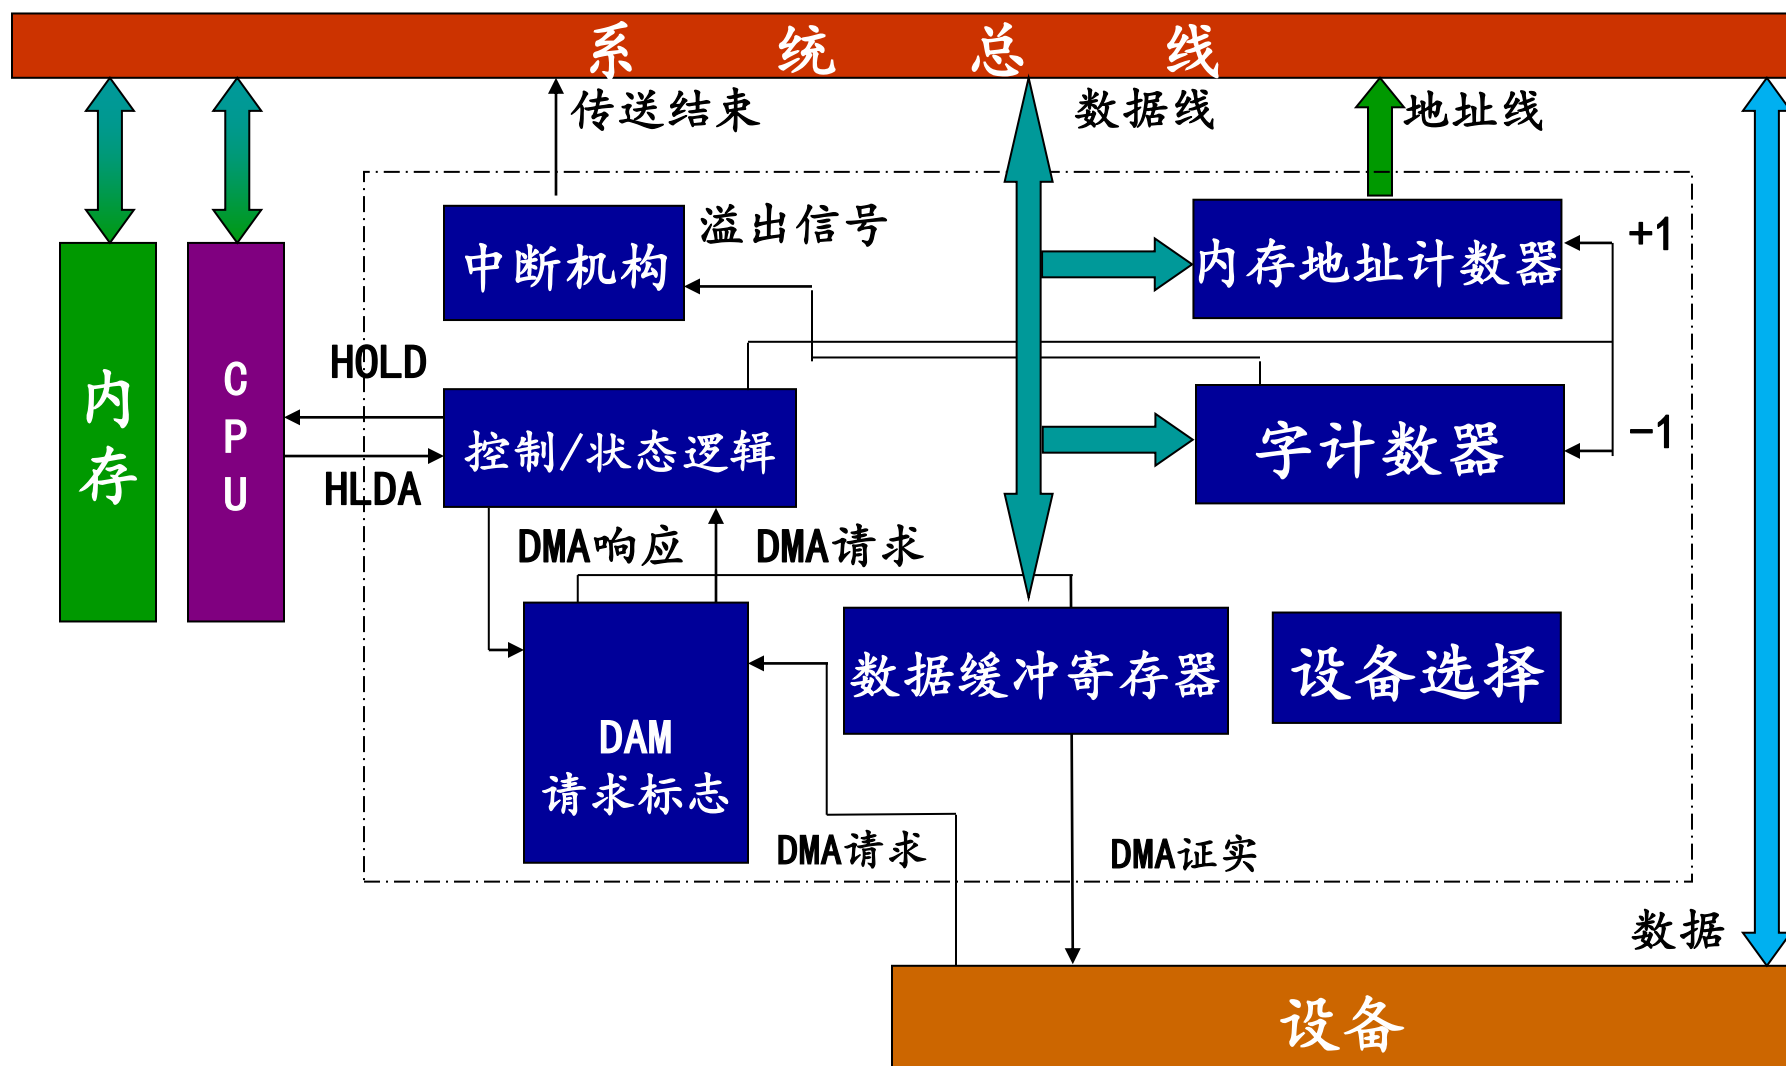 系统总线
传送结束
数据线
地址线
溢出信号
中断机构
内存地址计数器
+1
HOLD
内存
CPU
控制/状态逻辑
字计数器
-1
HLDA
DMA响应
DMA请求
数据缓冲寄存器
设备选择
DAM
请求标志
DMA请求
DMA证实
数据
设备